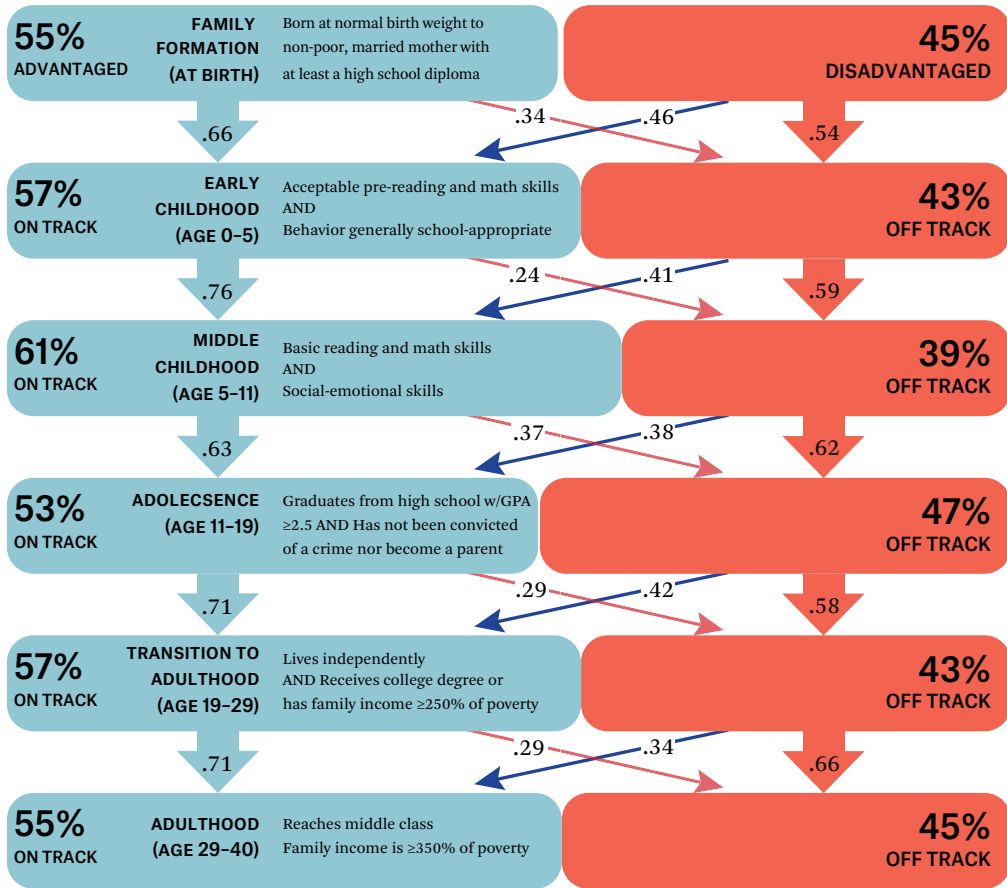 55%
ADVANTAGED
FAMILY
FORMATION
(AT BIRTH)
Born at normal birth weight to
non-poor, married mother with
at least a high school diploma
45%
DISADVANTAGED
.66
.34
.46
.54
57%
ON TRACK
EARLY
CHILDHOOD
(AGE 0–5)
Acceptable pre-reading and math skills
AND
Behavior generally school-appropriate
43%
OFF TRACK
.76
.24
.41
.59
61%
ON TRACK
MIDDLE
CHILDHOOD
(AGE 5–11)
Basic reading and math skills
AND
Social-emotional skills
39%
OFF TRACK
.63
.37
.38
.62
53%
ON TRACK
ADOLECSENCE
(AGE 11–19)
Graduates from high school w/GPA
≥2.5 AND Has not been convicted
of a crime nor become a parent
47%
OFF TRACK
.71
.29
.42
.58
57%
ON TRACK
TRANSITION TO
ADULTHOOD
(AGE 19–29)
Lives independently
AND Receives college degree or
has family income ≥250% of poverty
43%
OFF TRACK
.71
.29
.34
.66
55%
ON TRACK
ADULTHOOD
(AGE 29–40)
Reaches middle class
Family income is ≥350% of poverty
45%
OFF TRACK